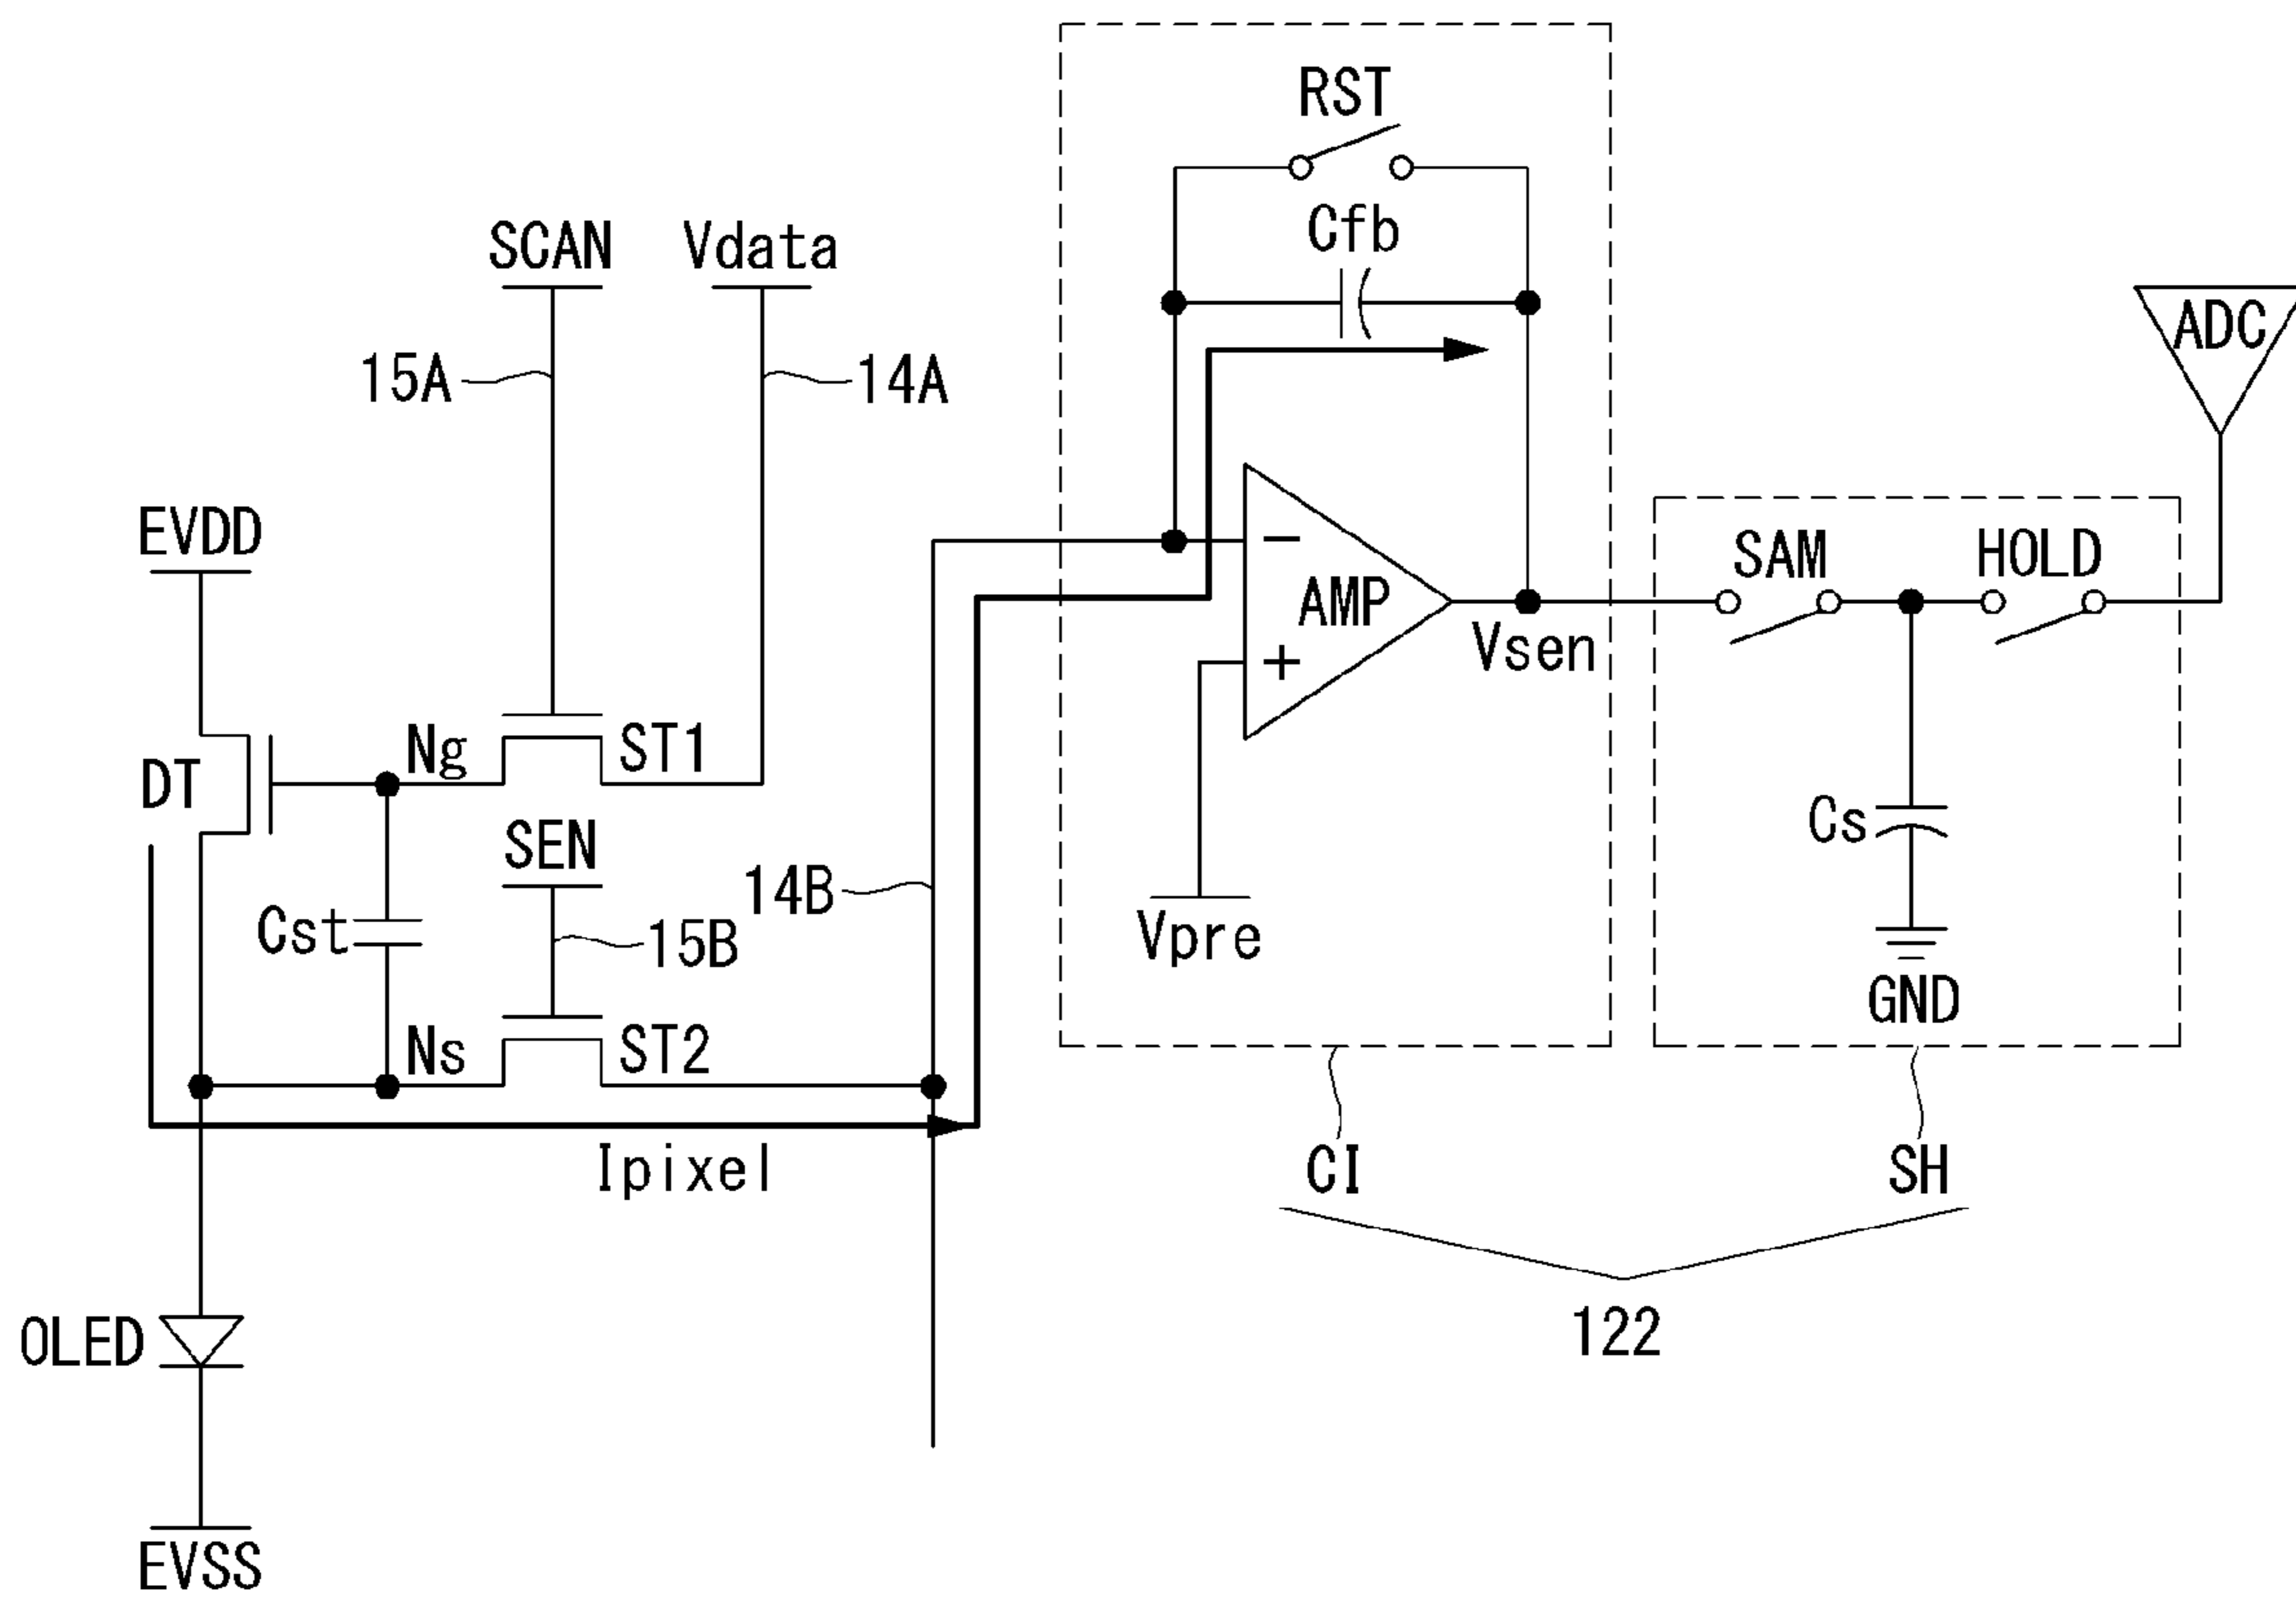 RST
Cfb
SCAN
Vdata
ADC
15A
14A
EVDD
−
SAM
HOLD
AMP
Vsen
+
Ng
ST1
DT
SEN
Cs
14B
Cst
15B
Vpre
GND
Ns
ST2
Ipixel
CI
SH
122
OLED
EVSS